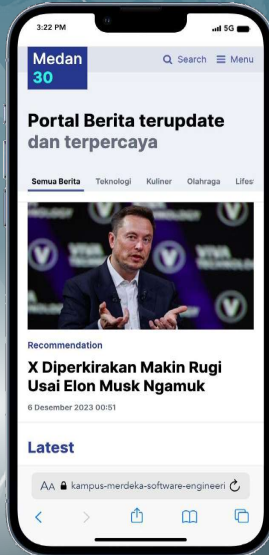 3:22 PM
5G
Medan
30
Search
Menu
Portal Berita terupdate
dan terpercaya
Semua Berita
Teknologi
Kuliner
Olahraga
Lifes
VIVA
Recommendation
X Diperkirakan Makin Rugi
Usai Elon Musk Ngamuk
6 Desember 2023 00:51
Latest
AA
kampus-merdeka-software-engineeri